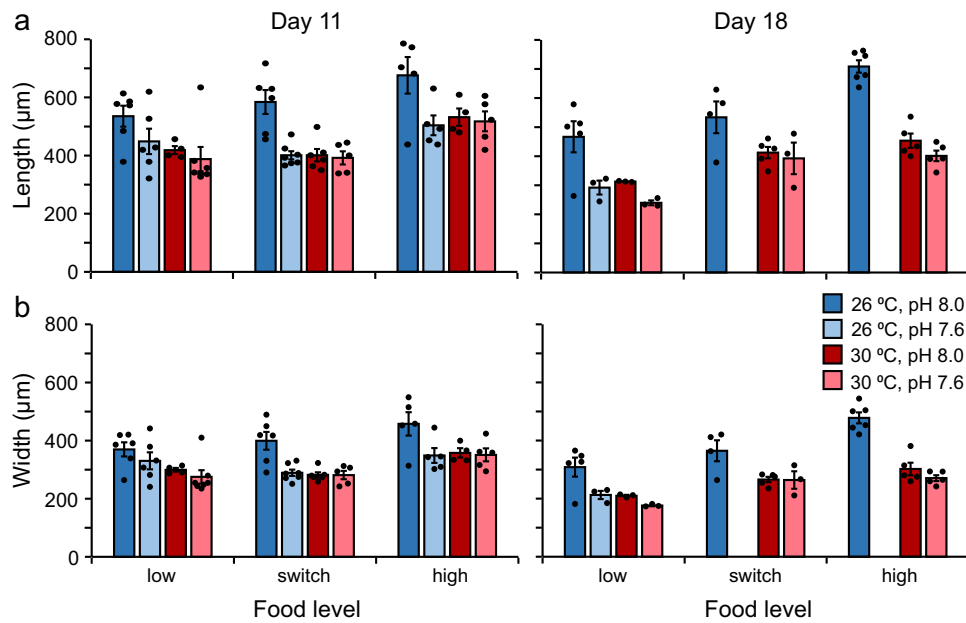 a
Day 11
Day 18
Length (µm)
800
600
400
200
0
b
Width (µm)
800
600
400
200
0
26 ºC, pH 8.0
26 ºC, pH 7.6
30 ºC, pH 8.0
30 ºC, pH 7.6
low switch high
low switch high
Food level
Food level